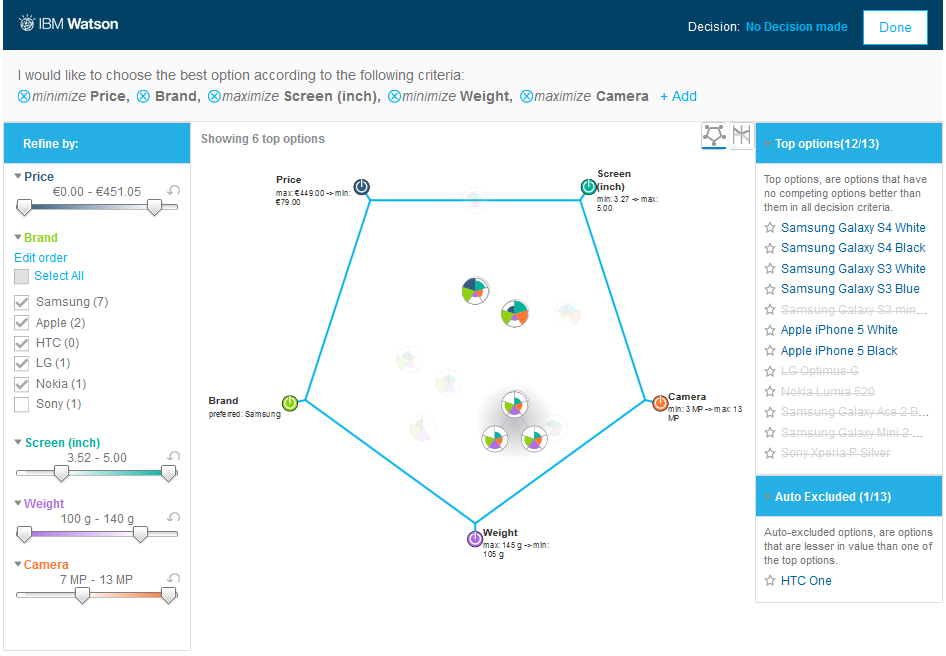 IBM Watson
Decision: No Decision made
Done
I would like to choose the best option according to the following criteria:
minimize Price, Brand, maximize Screen (inch), minimize Weight, maximize Camera + Add
Refine by:
Price
€0.00 - €451.05
Brand
Edit order
Select All
Samsung (7)
Apple (2)
HTC (0)
LG (1)
Nokia (1)
Sony (1)
Screen (inch)
3.52 - 5.00
Weight
100 g - 140 g
Camera
7 MP - 13 MP
Showing 6 top options
Price
max: €449.00 -> min:
€79.00
Screen
(inch)
min: 3.27 -> max:
5.00
Brand
preferred: Samsung
Camera
min: 3 MP -> max: 13
MP
Weight
max: 145 g -> min:
105 g
Top options(12/13)
Top options, are options that have
no competing options better than
them in all decision criteria.
Samsung Galaxy S4 White
Samsung Galaxy S4 Black
Samsung Galaxy S3 White
Samsung Galaxy S3 Blue
Samsung Galaxy S3 min...
Apple iPhone 5 White
Apple iPhone 5 Black
LG Optimus G
Nokia Lumia 520
Samsung Galaxy Ace 2 B...
Samsung Galaxy Mini 2 ...
Sony Xperia P Silver
Auto Excluded (1/13)
Auto-excluded options, are options
that are lesser in value than one of
the top options.
HTC One